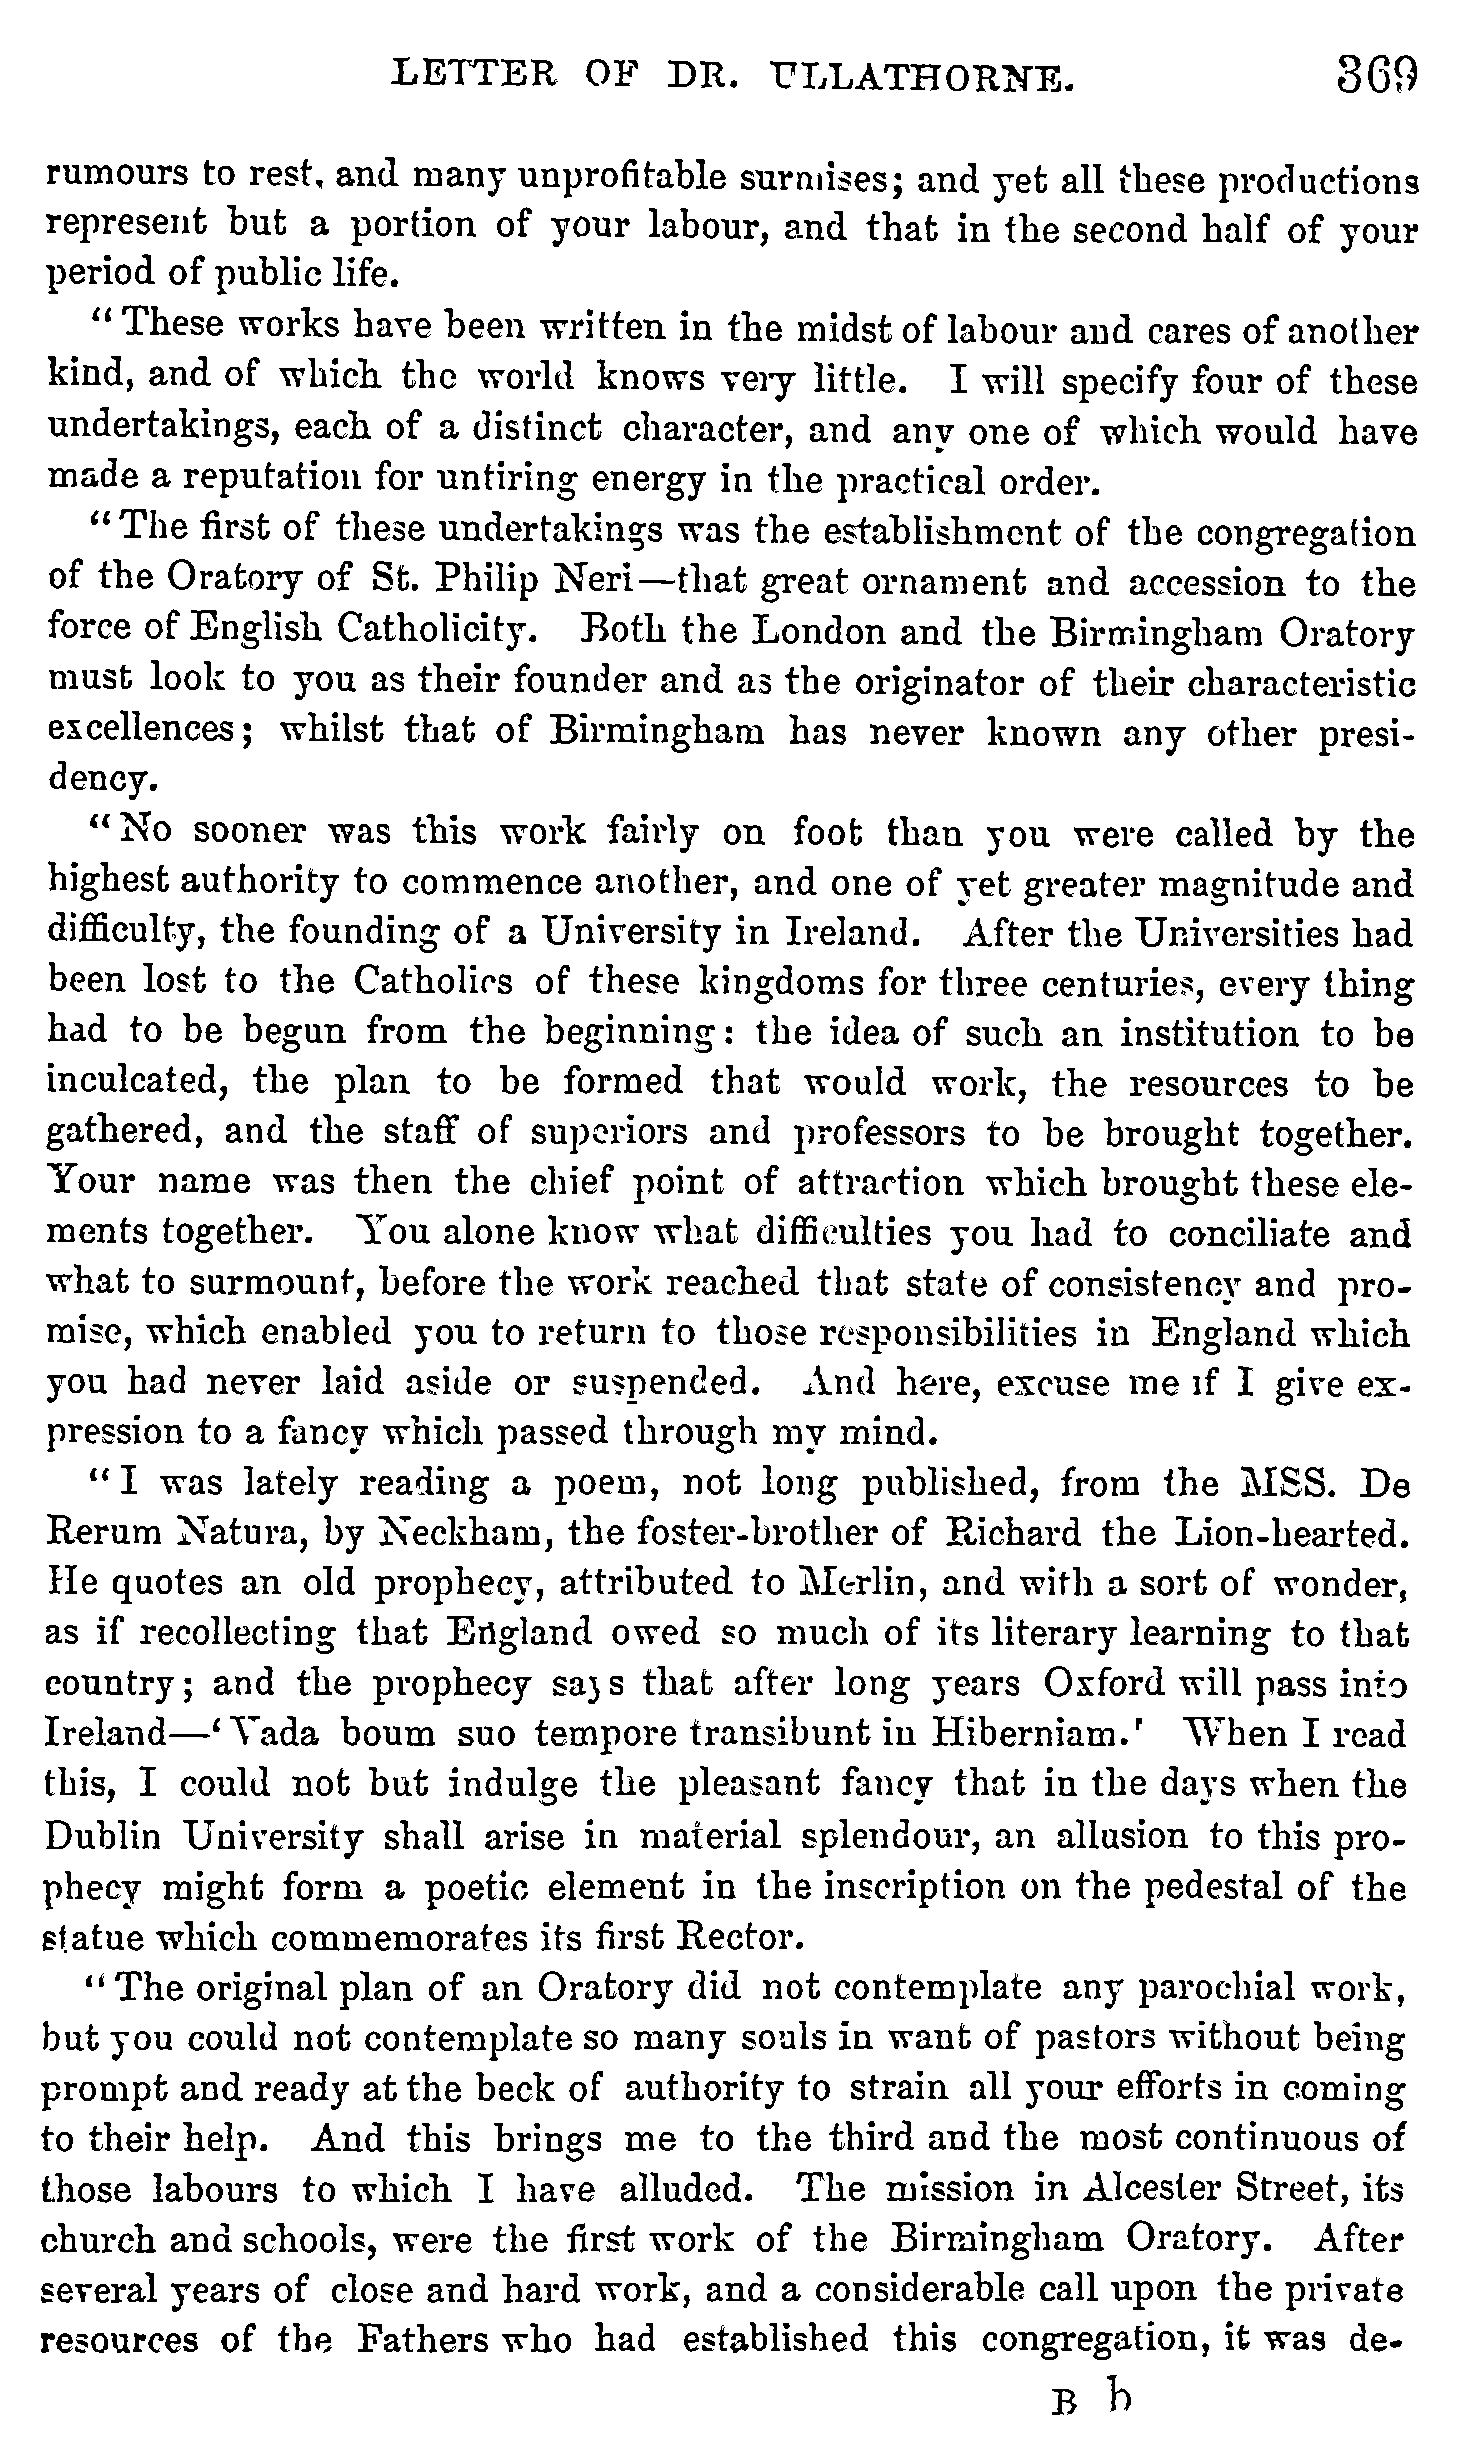 LETTER OF DR. ULLATHORNE. 369
rumours to rest, and many unprofitable surmises; and yet all these productions
represent but a portion of your labour, and that in the second half of your
period of public life.
"These works have been written in the midst of labour and cares of another
kind, and of which the world knows very little. I will specify four of these
undertakings, each of a distinct character, and any one of which would have
made a reputation for untiring energy in the practical order.
"The first of these undertakings was the establishment of the congregation
of the Oratory of St. Philip Neri—that great ornament and accession to the
force of English Catholicity. Both the London and the Birmingham Oratory
must look to you as their founder and as the originator of their characteristic
excellences; whilst that of Birmingham has never known any other presi-
dency.
"No sooner was this work fairly on foot than you were called by the
highest authority to commence another, and one of yet greater magnitude and
difficulty, the founding of a University in Ireland. After the Universities had
been lost to the Catholics of these kingdoms for three centuries, every thing
had to be begun from the beginning: the idea of such an institution to be
inculcated, the plan to be formed that would work, the resources to be
gathered, and the staff of superiors and professors to be brought together.
Your name was then the chief point of attraction which brought these ele-
ments together. You alone know what difficulties you had to conciliate and
what to surmount, before the work reached that state of consistency and pro-
mise, which enabled you to return to those responsibilities in England which
you had never laid aside or suspended. And here, excuse me if I give ex-
pression to a fancy which passed through my mind.
"I was lately reading a poem, not long published, from the MSS. De
Rerum Natura, by Neckham, the foster-brother of Richard the Lion-hearted.
He quotes an old prophecy, attributed to Merlin, and with a sort of wonder,
as if recollecting that England owed so much of its literary learning to that
country; and the prophecy says that after long years Oxford will pass into
Ireland—'Vada boum suo tempore transibunt in Hiberniam.' When I read
this, I could not but indulge the pleasant fancy that in the days when the
Dublin University shall arise in material splendour, an allusion to this pro-
phecy might form a poetic element in the inscription on the pedestal of the
statue which commemorates its first Rector.
"The original plan of an Oratory did not contemplate any parochial work,
but you could not contemplate so many souls in want of pastors without being
prompt and ready at the beck of authority to strain all your efforts in coming
to their help. And this brings me to the third and the most continuous of
those labours to which I have alluded. The mission in Alcester Street, its
church and schools, were the first work of the Birmingham Oratory. After
several years of close and hard work, and a considerable call upon the private
resources of the Fathers who had established this congregation, it was de-
B b